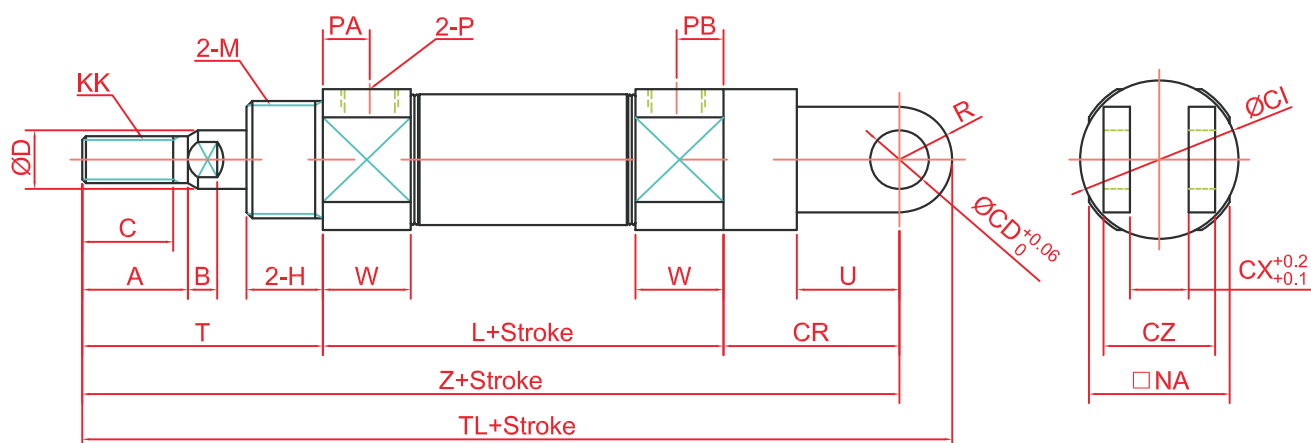 PA
PB
2-P
2-M
KK
ØD
R
ØCI
ØCD +0.06 0
CX +0.2 +0.1
C
A
B
2-H
W
W
U
T
L+Stroke
CR
CZ
Z+Stroke
□NA
TL+Stroke